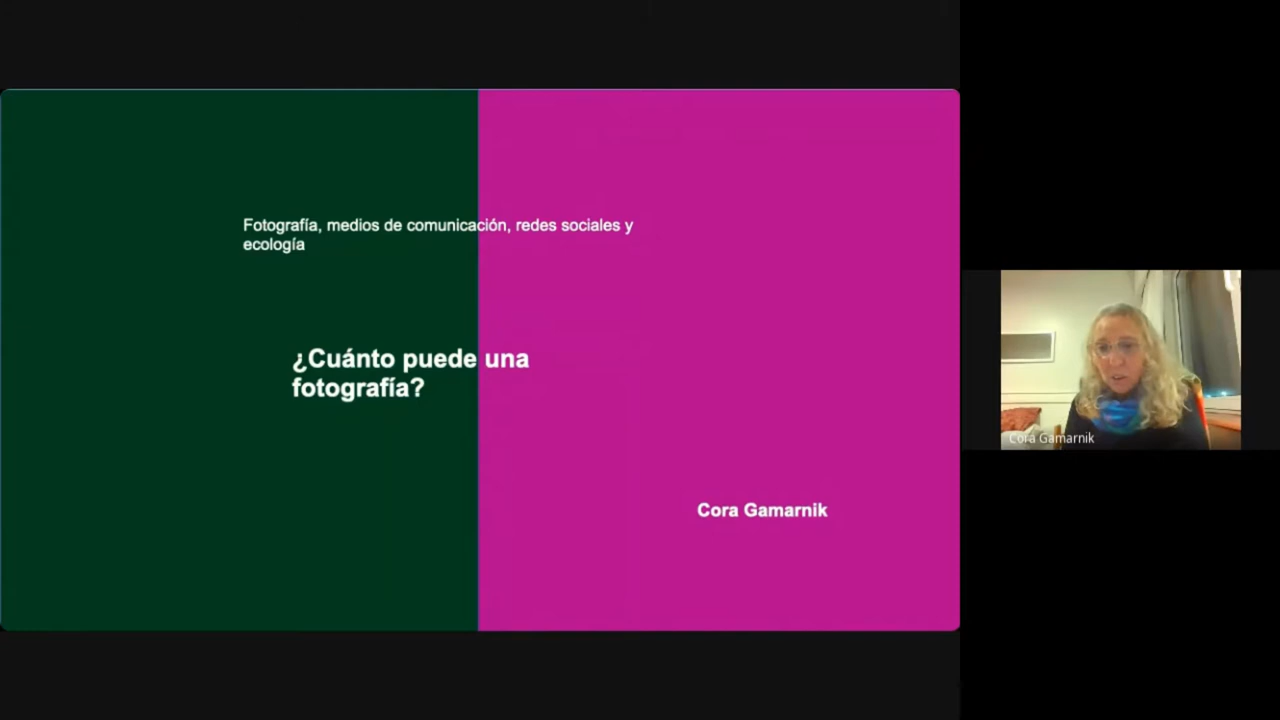 Fotografía, medios de comunicación, redes sociales y
ecología
¿Cuánto puede una
fotografía?
Cora Gamarnik
Cora Gamarnik